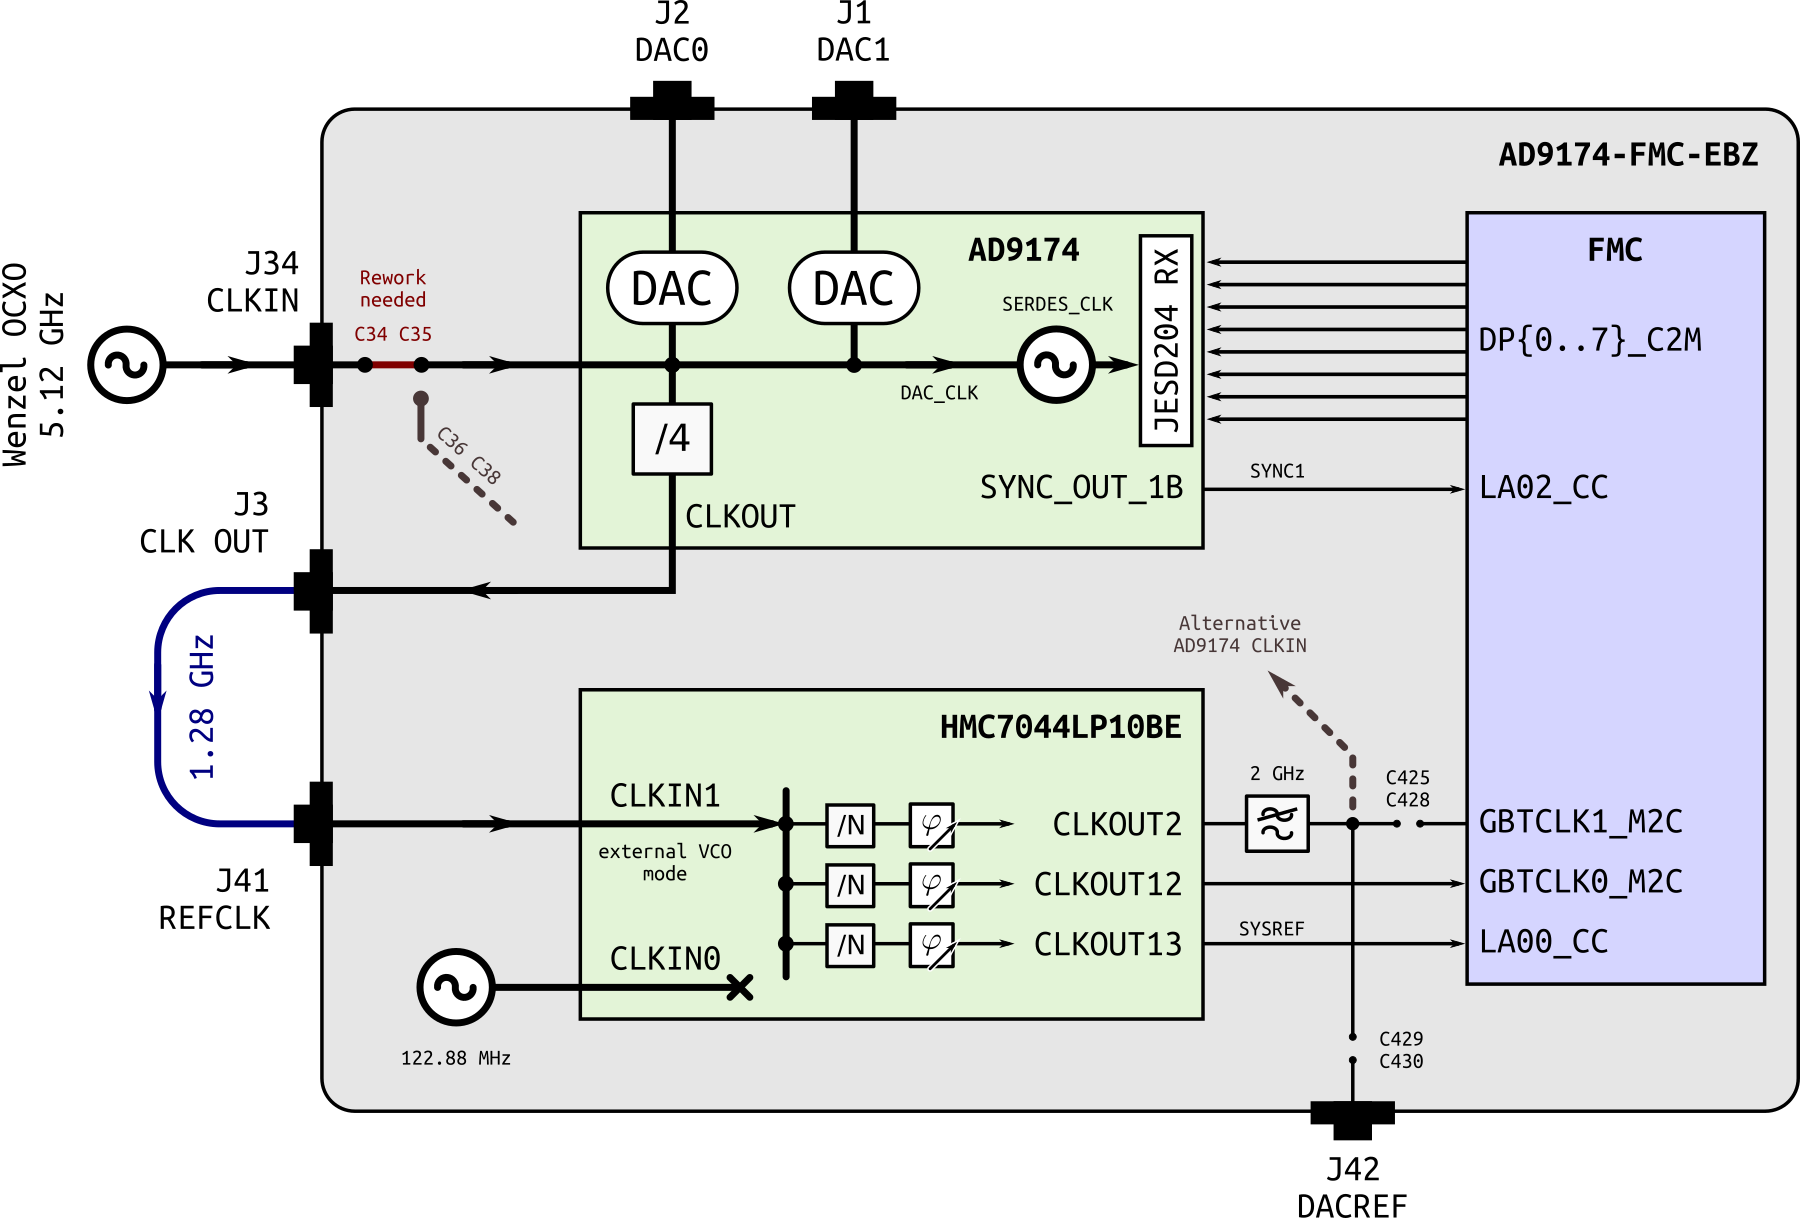 J2
DAC0
J1
DAC1
AD9174-FMC-EBZ
Wenzel OCXO
5.12 GHz
J34
CLKIN
Rework
needed
C34 C35
C36 C38
AD9174
DAC
DAC
SERDES_CLK
DAC_CLK
JESD204 RX
/4
CLKOUT
SYNC_OUT_1B
SYNC1
FMC
DP{0..7}_C2M
LA02_CC
J3
CLK OUT
1.28 GHz
J41
REFCLK
Alternative
AD9174 CLKIN
HMC7044LP10BE
CLKIN1
external VCO
mode
CLKIN0
122.88 MHz
/N
φ
CLKOUT2
/N
φ
CLKOUT12
/N
φ
CLKOUT13
2 GHz
C425
C428
GBTCLK1_M2C
GBTCLK0_M2C
SYSREF
LA00_CC
C429
C430
J42
DACREF